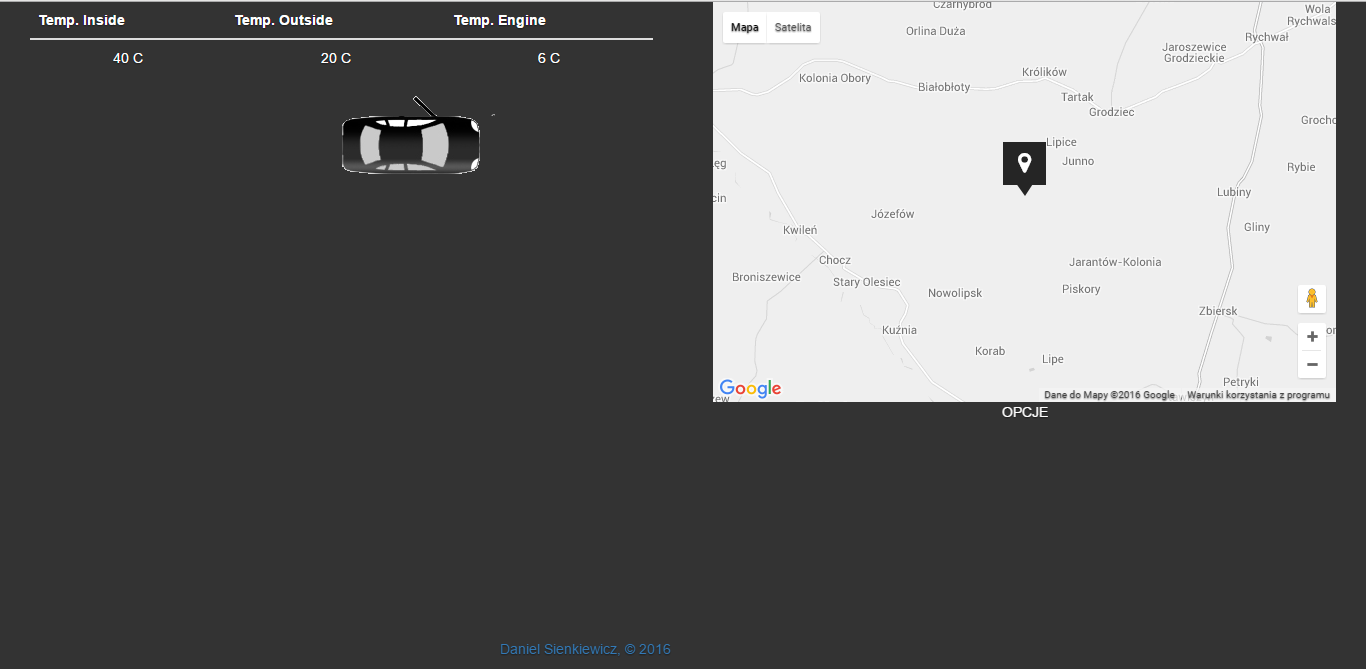 Temp. Inside Temp. Outside Temp. Engine
40 C 20 C 6 C
Mapa Satelita
Czarnybród
Wola
Rychwals
Orlina Duża
Rychwał
Jaroszewice
Grodzieckie
Kolonia Obory
Królików
Białobłoty
Tartak
Grodziec
Grocho
Lipice
Junno
Rybie
Lubiny
Józefów
Kwileń
Gliny
Chocz
Jarantów-Kolonia
Broniszewice
Stary Olesiec
Piskory
Nowolipsk
Zbiersk
Kuźnia
Korab
Lipe
Petryki
Google
Dane do Mapy ©2016 Google Warunki korzystania z programu
OPCJE
Daniel Sienkiewicz, © 2016